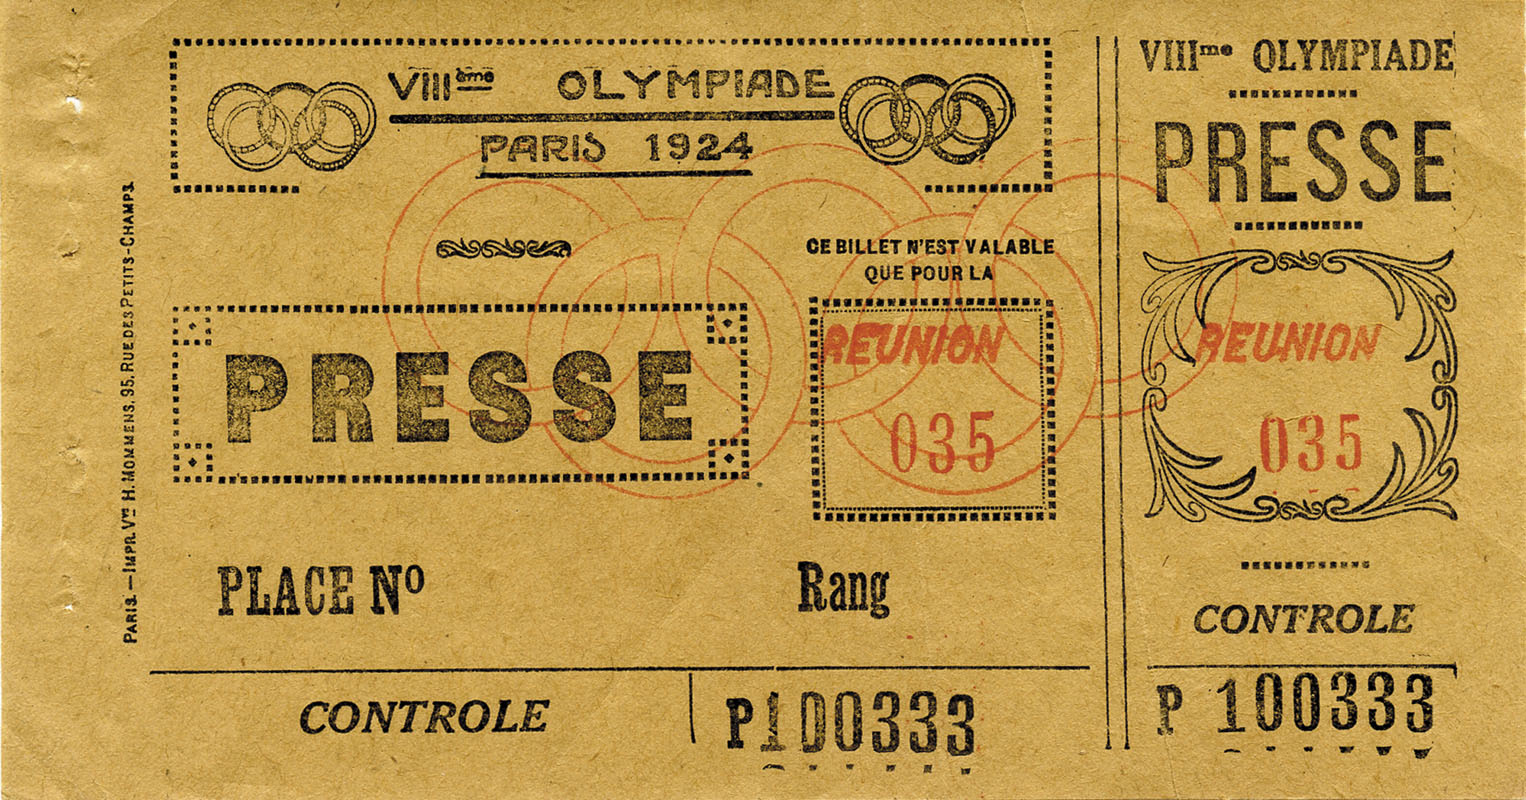 VIIIème OLYMPIADE
PARIS 1924
CE BILLET N'EST VALABLE
QUE POUR LA
PRESSE
REUNION
035
PLACE Nº
Rang
CONTROLE
P100333
PARIS. — IMPR. Vve H. MOMMENS. 95, RUE DES PETITS-CHAMPS
VIIIme OLYMPIADE
PRESSE
REUNION
035
CONTROLE
P 100333